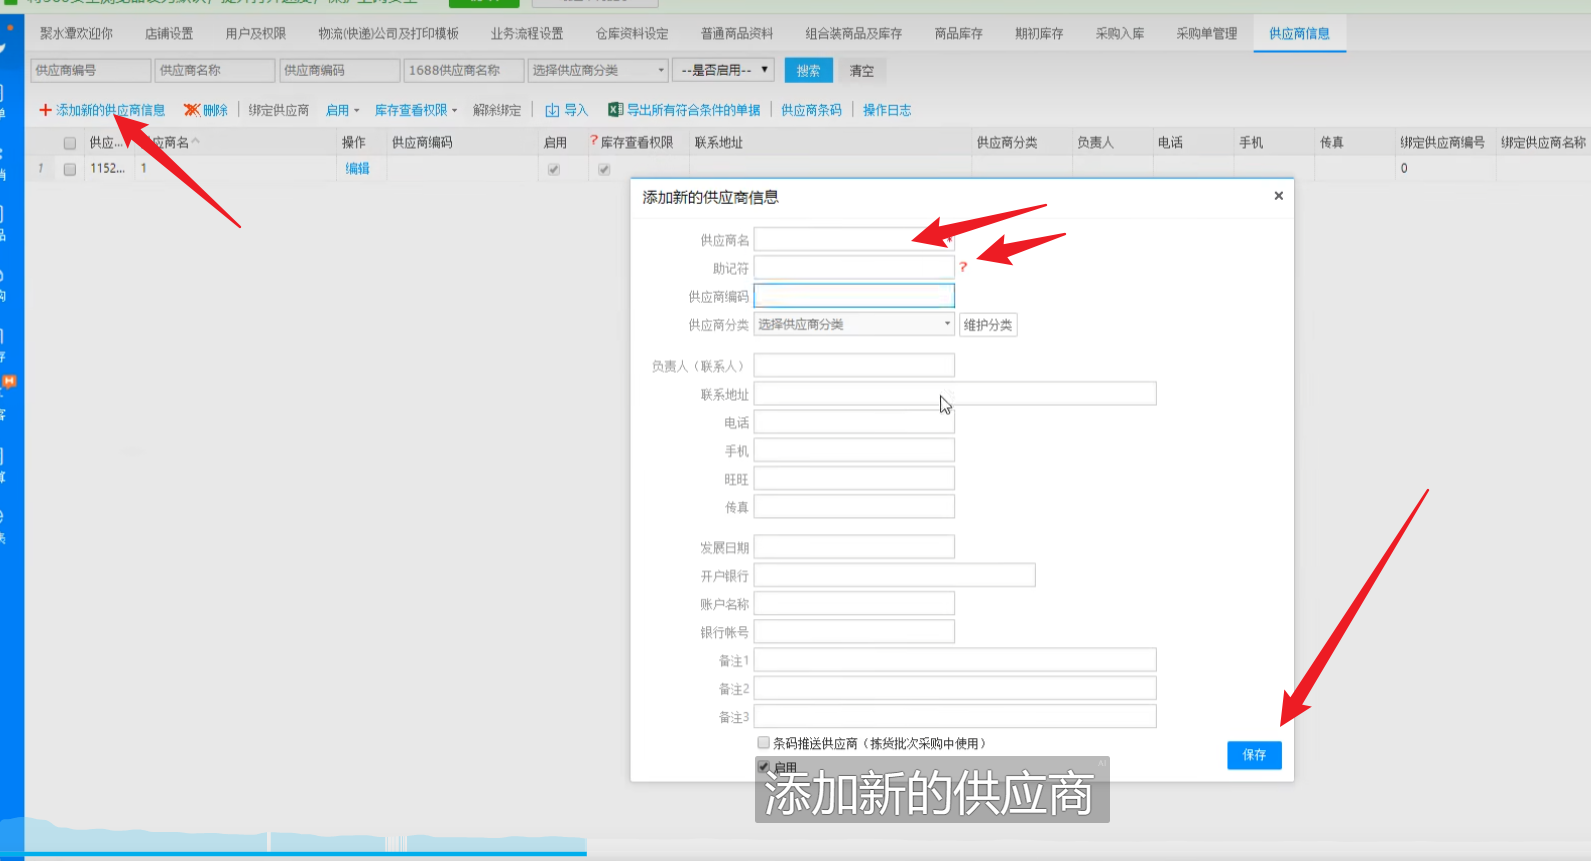 聚水潭欢迎你 店铺设置 用户及权限 物流(快递)公司及打印模板 业务流程设置 仓库资料设定 普通商品资料 组合装商品及库存 商品库存 期初库存 采购入库 采购单管理 供应商信息
供应商编号 供应商名称 供应商编码 1688供应商名称 选择供应商分类 --是否启用-- 搜索 清空
添加新的供应商信息 删除 绑定供应商 启用 库存查看权限 解除绑定 导入 导出所有符合条件的单据 供应商条码 操作日志
供应... 应商名 操作 供应商编码 启用 ?库存查看权限 联系地址 供应商分类 负责人 电话 手机 传真 绑定供应商编号 绑定供应商名称
1 1152... 1 编辑 0
添加新的供应商信息
供应商名 *
助记符 ?
供应商编码
供应商分类 选择供应商分类 维护分类
负责人（联系人）
联系地址
电话
手机
旺旺
传真
发展日期
开户银行
账户名称
银行帐号
备注1
备注2
备注3
条码推送供应商（拣货批次采购中使用）
启用
保存
添加新的供应商